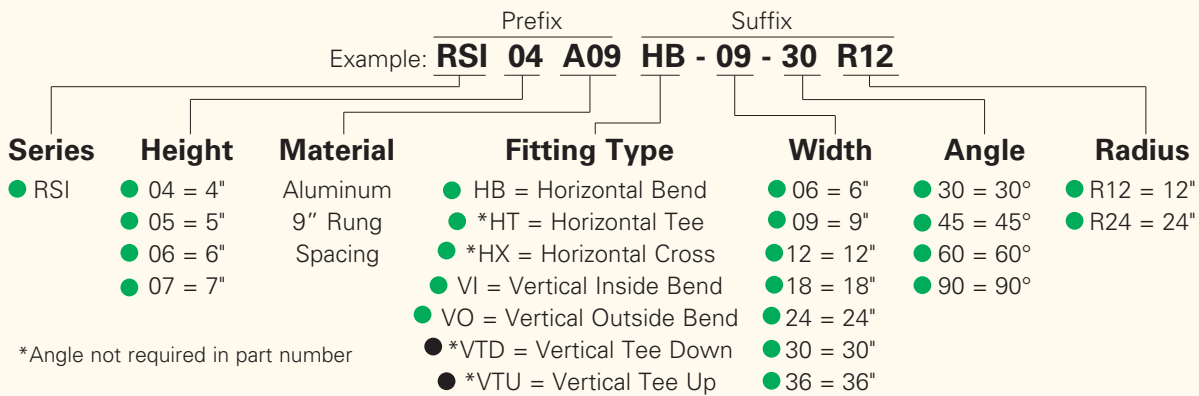 Prefix Suffix
Example: RSI 04 A09 HB - 09 - 30 R12
Series Height Material Fitting Type Width Angle Radius
RSI 04 = 4" Aluminum HB = Horizontal Bend 06 = 6" 30 = 30° R12 = 12"
05 = 5" 9” Rung *HT = Horizontal Tee 09 = 9" 45 = 45° R24 = 24"
06 = 6" Spacing *HX = Horizontal Cross 12 = 12" 60 = 60°
07 = 7" VI = Vertical Inside Bend 18 = 18" 90 = 90°
VO = Vertical Outside Bend 24 = 24"
*Angle not required in part number *VTD = Vertical Tee Down 30 = 30"
*VTU = Vertical Tee Up 36 = 36"